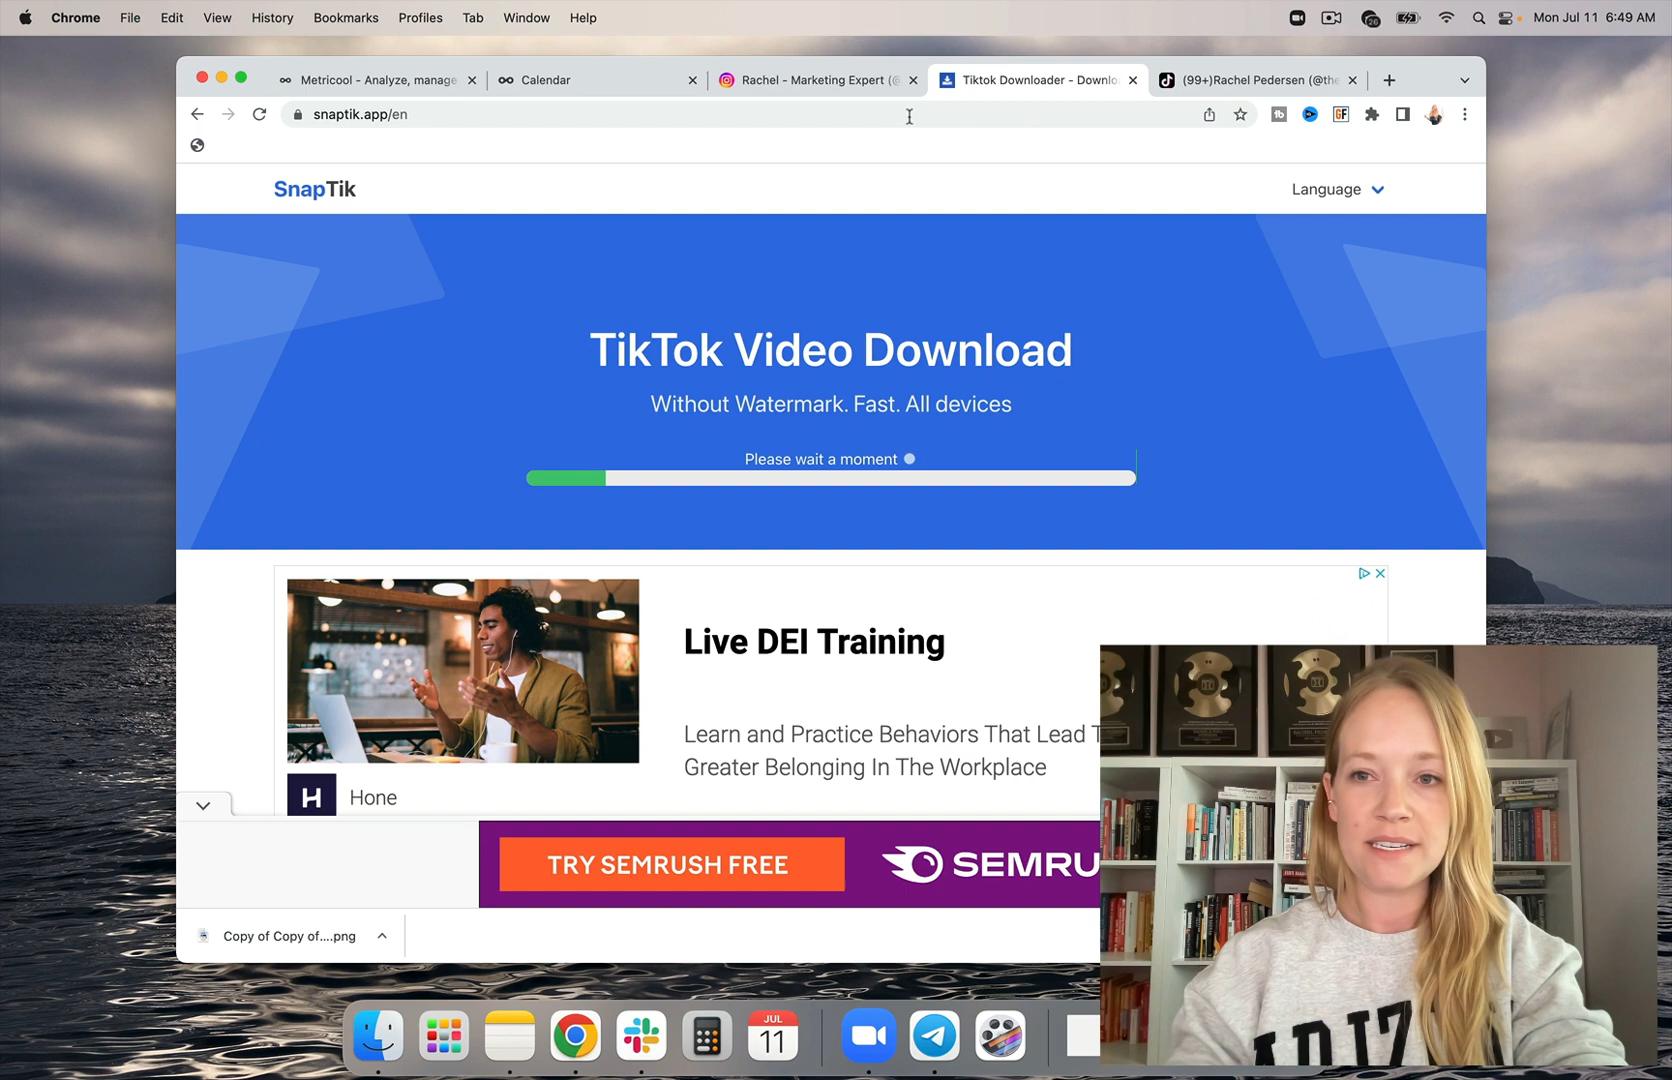 Chrome File Edit View History Bookmarks Profiles Tab Window Help
26
Mon Jul 11 6:49 AM
Metricool - Analyze, manage
Calendar
Rachel - Marketing Expert (@
Tiktok Downloader - Downlo
(99+)Rachel Pedersen (@the
snaptik.app/en
tb
GF
SnapTik
Language
TikTok Video Download
Without Watermark. Fast. All devices
Please wait a moment
Live DEI Training
Learn and Practice Behaviors That Lead T
Greater Belonging In The Workplace
H
Hone
TRY SEMRUSH FREE
SEMRU
Copy of Copy of....png
JUL
11